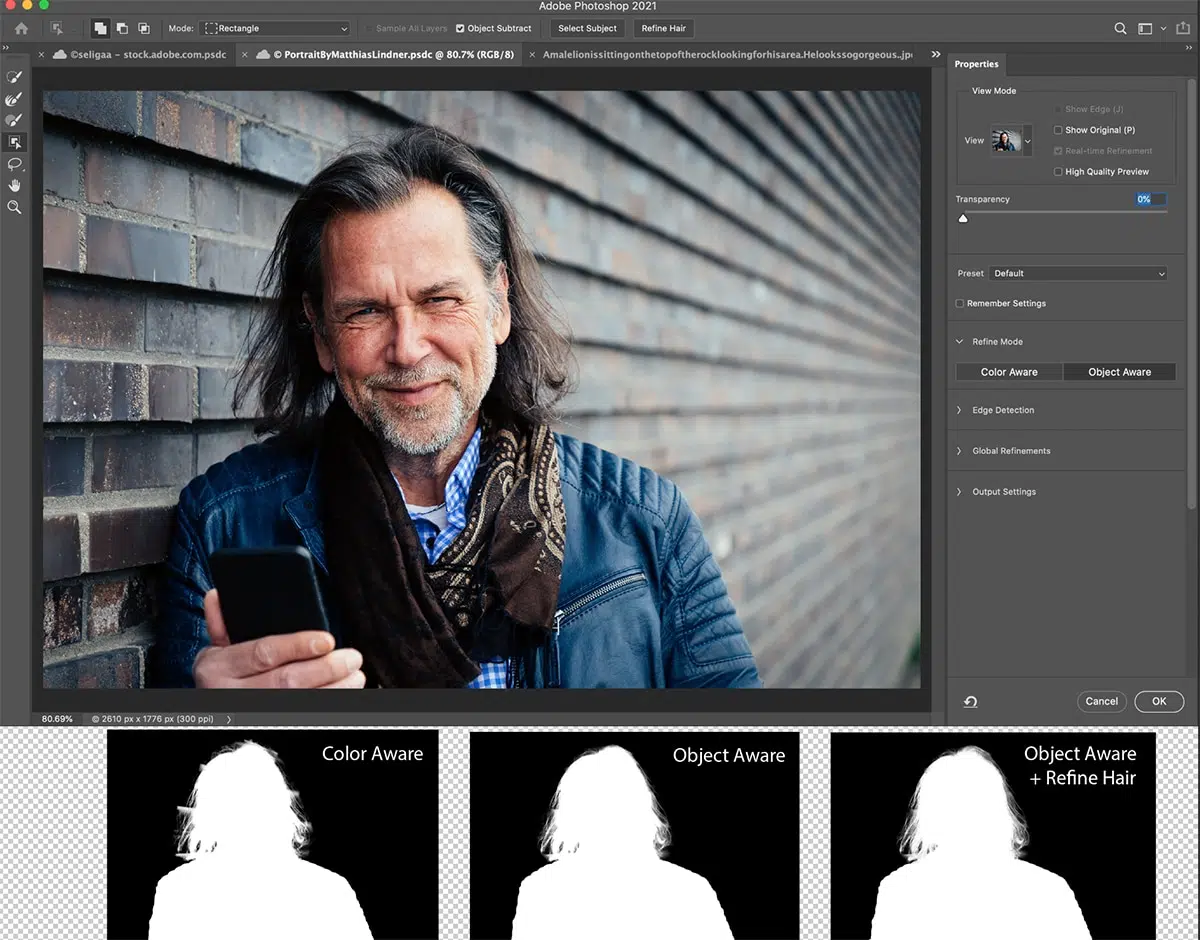 Adobe Photoshop 2021
Mode: Rectangle Sample All Layers Object Subtract Select Subject Refine Hair
©seligaa – stock.adobe.com.psdc
© PortraitByMatthiasLindner.psdc @ 80.7% (RGB/8)
Amalelionissittingonthetopoftherocklookingforhisarea.Helookssogorgeous..jp
Properties
View Mode
Show Edge (J)
View
Show Original (P)
Real-time Refinement
High Quality Preview
Transparency 0%
Preset Default
Remember Settings
Refine Mode
Color Aware Object Aware
Edge Detection
Global Refinements
Output Settings
Cancel OK
80.69% © 2610 px x 1776 px (300 ppi)
Color Aware
Object Aware
Object Aware
+ Refine Hair